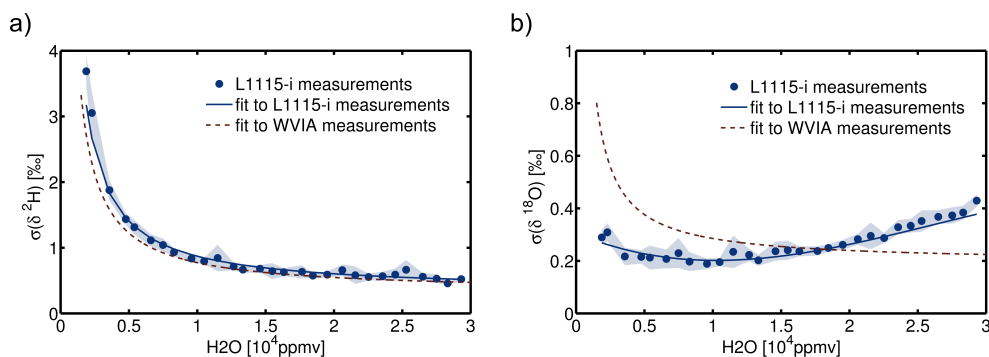 a)
4
3
2
1
0
σ(δ ²H) [‰]
L1115-i measurements
fit to L1115-i measurements
fit to WVIA measurements
0 0.5 1 1.5 2 2.5 3
H2O [10⁴ppmv]
b)
1
0.8
0.6
0.4
0.2
0
σ(δ ¹⁸O) [‰]
L1115-i measurements
fit to L1115-i measurements
fit to WVIA measurements
0 0.5 1 1.5 2 2.5 3
H2O [10⁴ppmv]